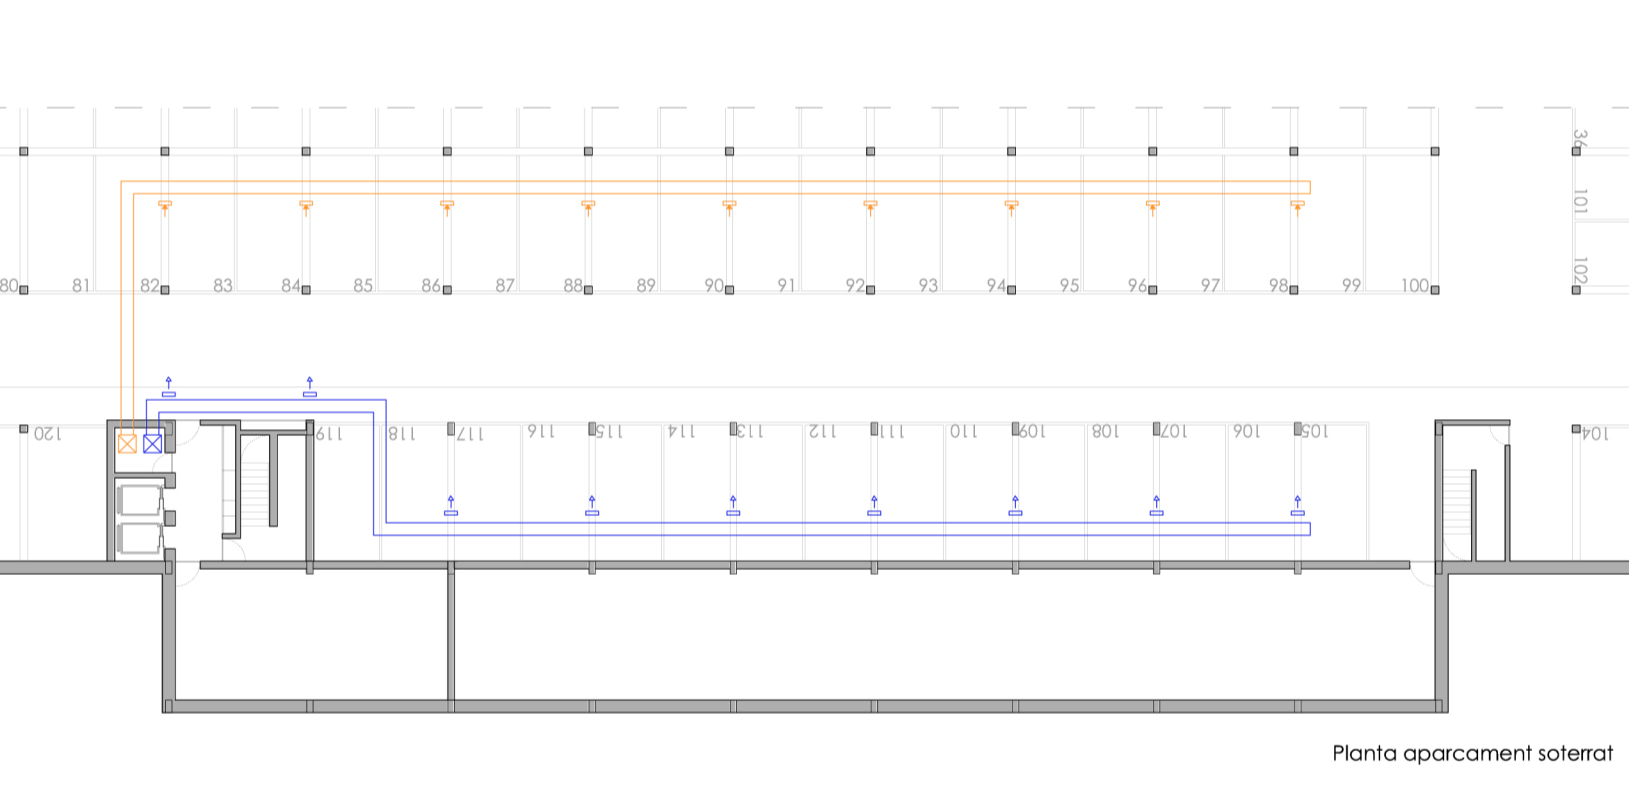 36
101
80 81 82 83 84 85 86 87 88 89 90 91 92 93 94 95 96 97 98 99 100
102
120 119 118 117 116 115 114 113 112 111 110 109 108 107 106 105 104
Planta aparcament soterrat